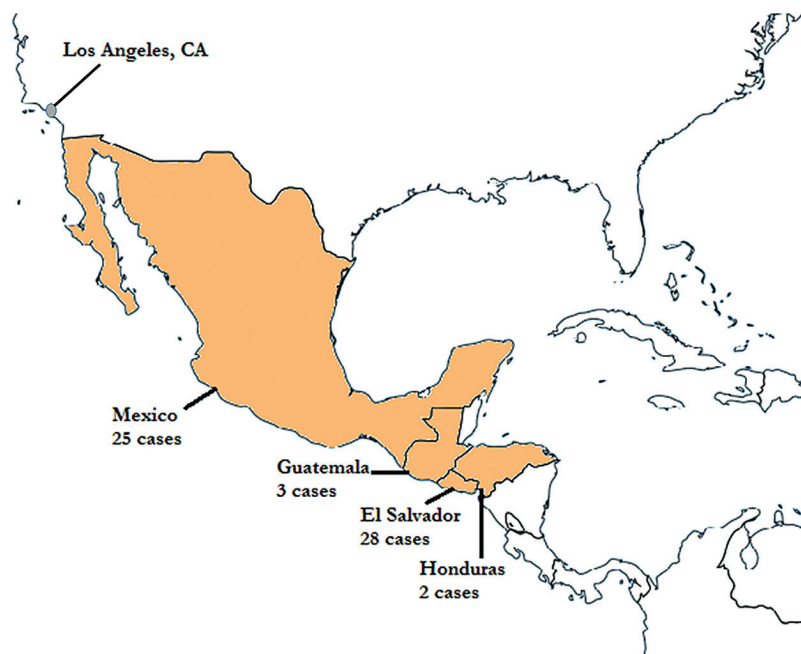 Los Angeles, CA
Mexico
25 cases
Guatemala
3 cases
El Salvador
28 cases
Honduras
2 cases